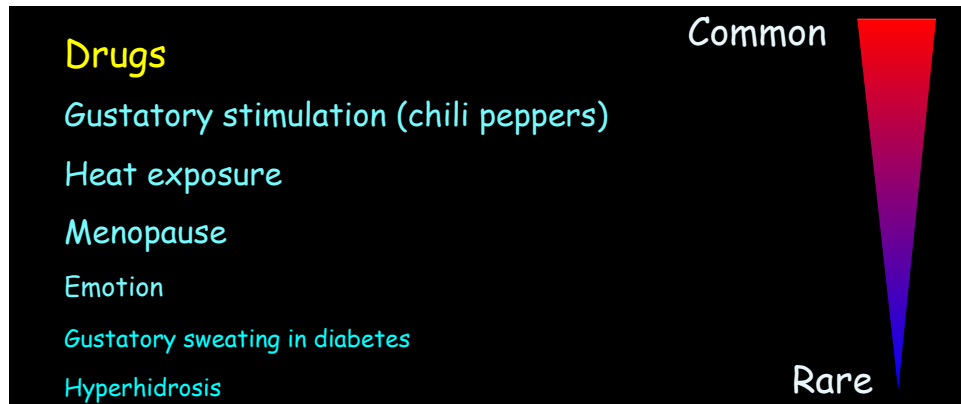 Common
Drugs
Gustatory stimulation (chili peppers)
Heat exposure
Menopause
Emotion
Gustatory sweating in diabetes
Hyperhidrosis
Rare